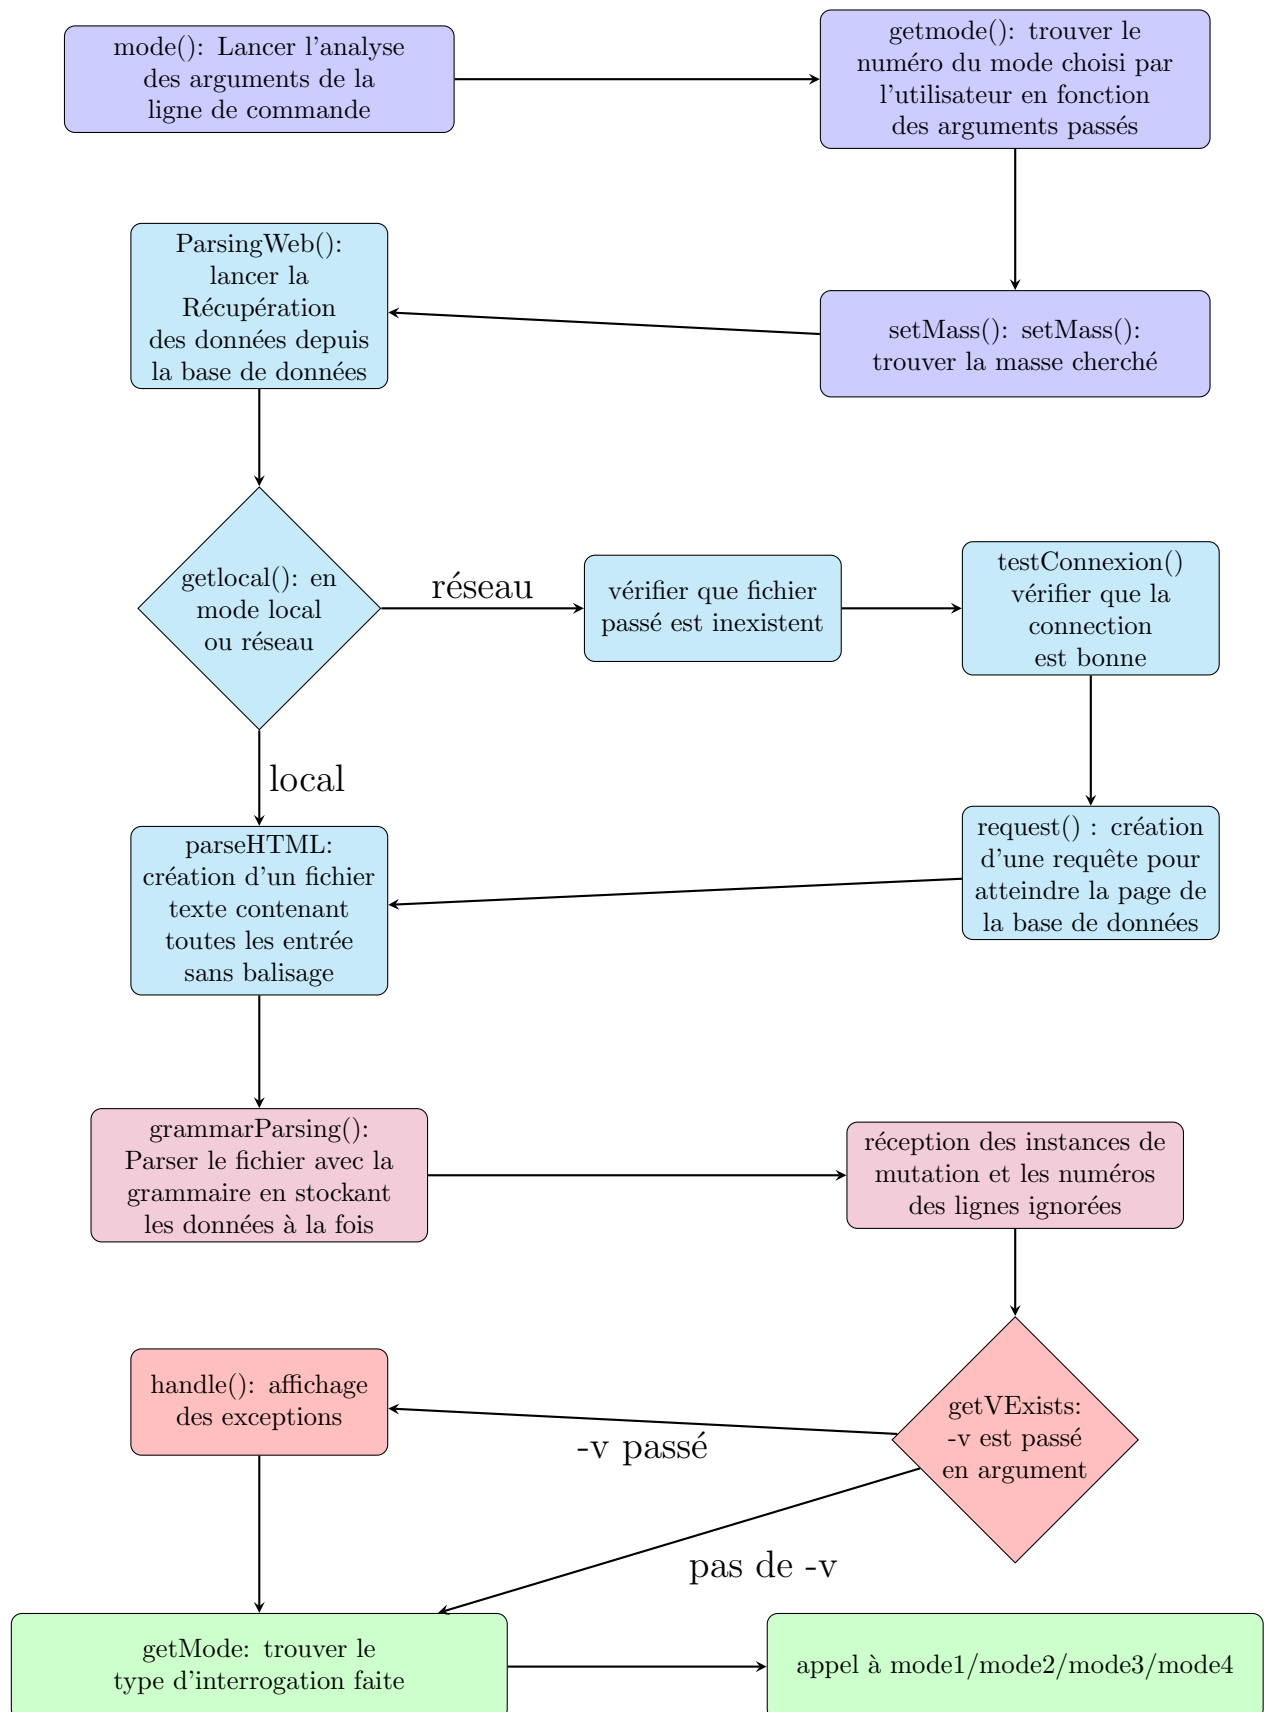 mode(): Lancer l'analyse
des arguments de la
ligne de commande
getmode(): trouver le
numéro du mode choisi par
l'utilisateur en fonction
des arguments passés
ParsingWeb():
lancer la
Récupération
des données depuis
la base de données
setMass(): setMass():
trouver la masse cherché
getlocal(): en
mode local
ou réseau
réseau
vérifier que fichier
passé est inexistent
testConnexion()
vérifier que la
connection
est bonne
local
parseHTML:
création d'un fichier
texte contenant
toutes les entrée
sans balisage
request() : création
d'une requête pour
atteindre la page de
la base de données
grammarParsing():
Parser le fichier avec la
grammaire en stockant
les données à la fois
réception des instances de
mutation et les numéros
des lignes ignorées
handle(): affichage
des exceptions
-v passé
getVExists:
-v est passé
en argument
pas de -v
getMode: trouver le
type d'interrogation faite
appel à mode1/mode2/mode3/mode4